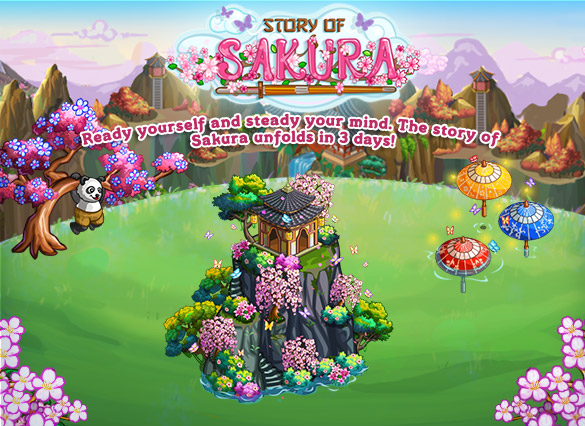 STORY OF
SAKURA
Ready yourself and steady your mind. The story of
Sakura unfolds in 3 days!